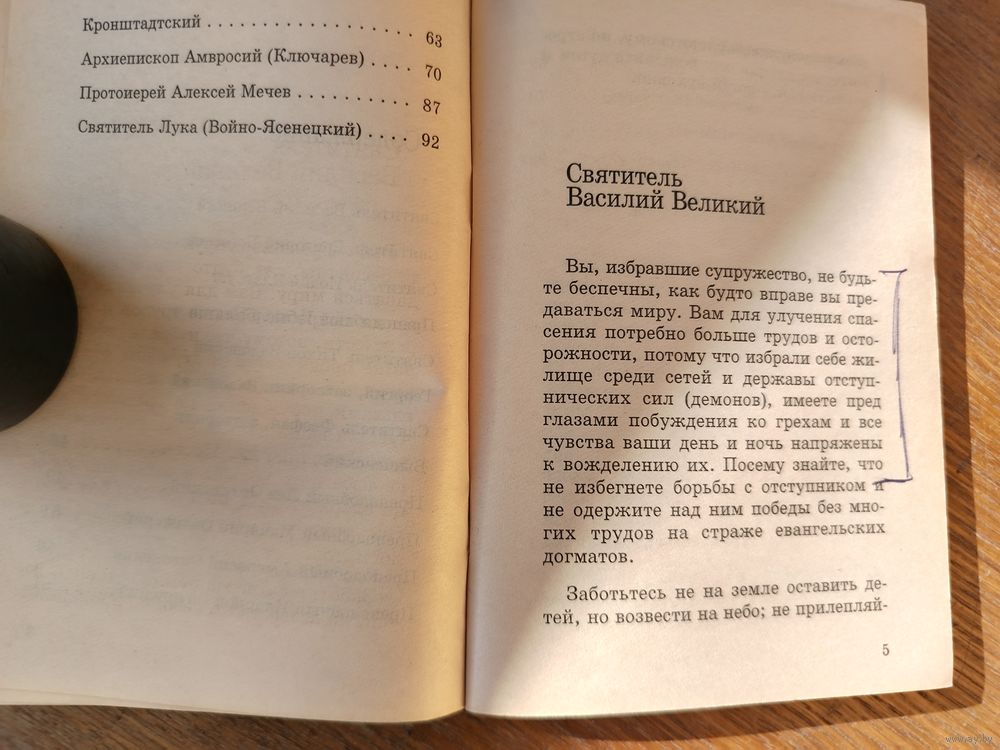 Кронштадтский . . . . . . . . . . . . . . . . . . . 63
Архиепископ Амвросий (Ключарев) . . . . 70
Протоиерей Алексей Мечев . . . . . . . . . . 87
Святитель Лука (Войно-Ясенецкий) . . . . 92
Святитель
Василий Великий
Вы, избравшие супружество, не будь-
те беспечны, как будто вправе вы пре-
даваться миру. Вам для улучения спа-
сения потребно больше трудов и осто-
рожности, потому что избрали себе жи-
лище среди сетей и державы отступ-
нических сил (демонов), имеете пред
глазами побуждения ко грехам и все
чувства ваши день и ночь напряжены
к вожделению их. Посему знайте, что
не избегнете борьбы с отступником и
не одержите над ним победы без мно-
гих трудов на страже евангельских
догматов.
Заботьтесь не на земле оставить де-
тей, но возвести на небо; не прилепляй-
5
www.ay.by